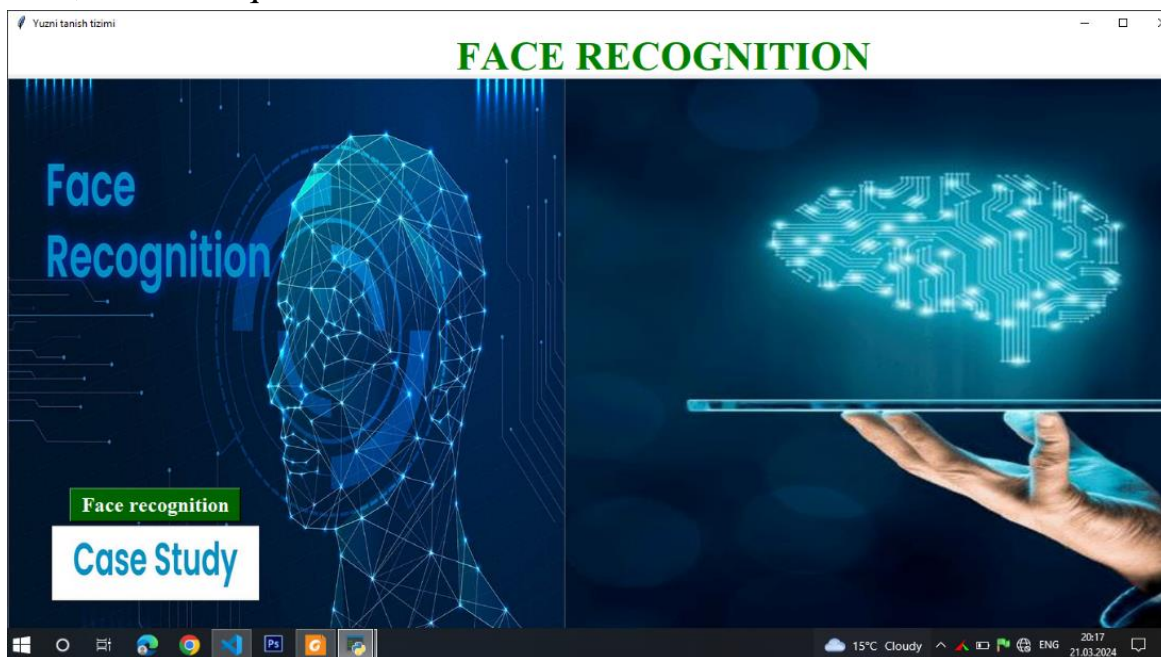 Yuzni tanish tizimi
FACE RECOGNITION
Face
Recognition
Face recognition
Case Study
Ps
15°C Cloudy
ENG
20:17
21.03.2024